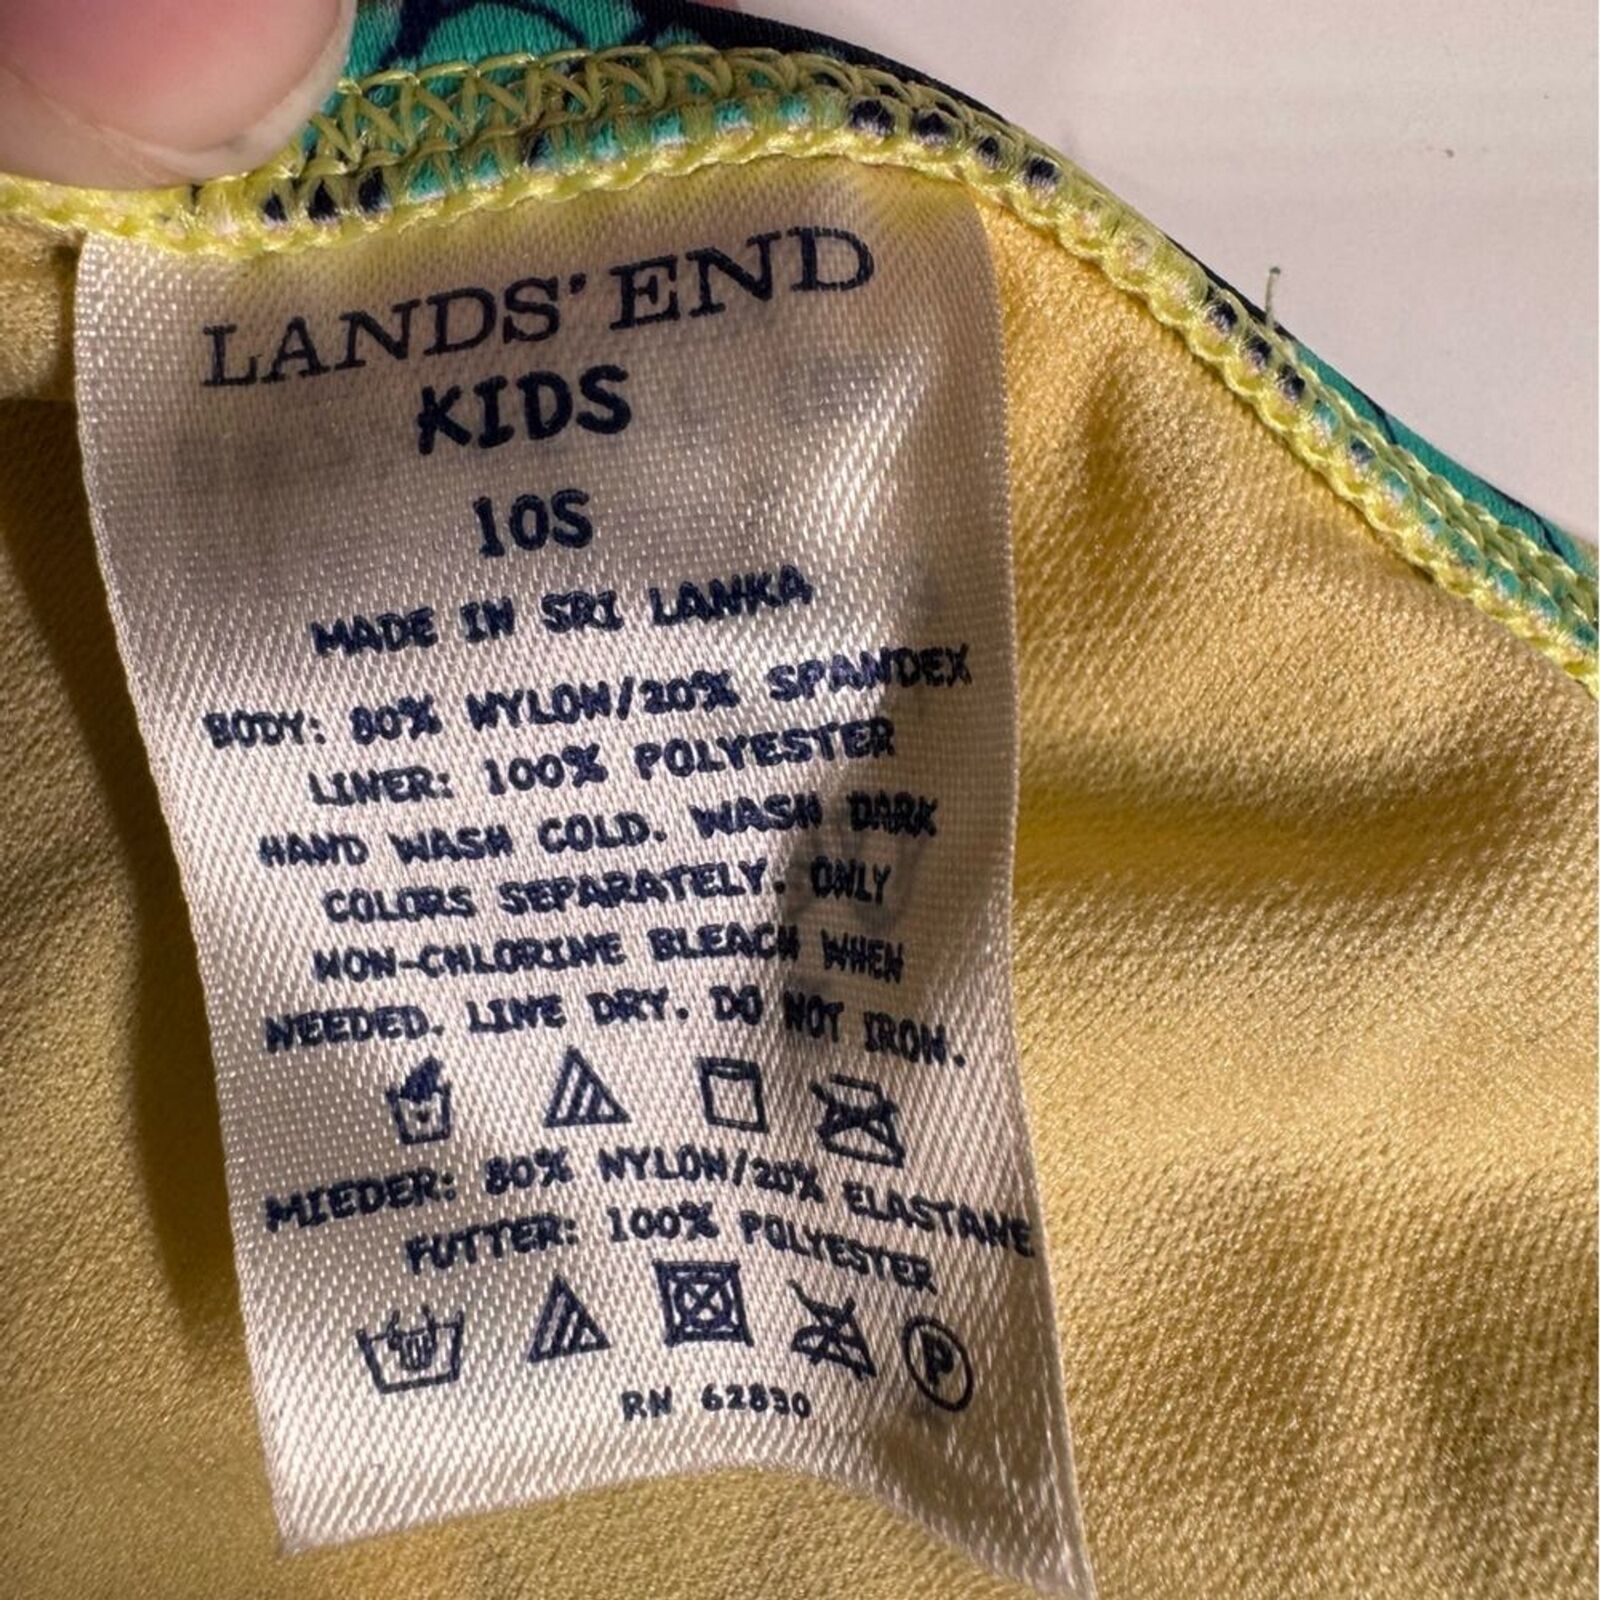 LANDS' END
KIDS
10S
MADE IN SRI LANKA
BODY: 80% NYLON/20% SPANDEX
LINER: 100% POLYESTER
HAND WASH COLD. WASH DARK
COLORS SEPARATELY. ONLY
NON-CHLORINE BLEACH WHEN
NEEDED. LINE DRY. DO NOT IRON.
MIEDER: 80% NYLON/20% ELASTANE
FUTTER: 100% POLYESTER
P
RN 62830